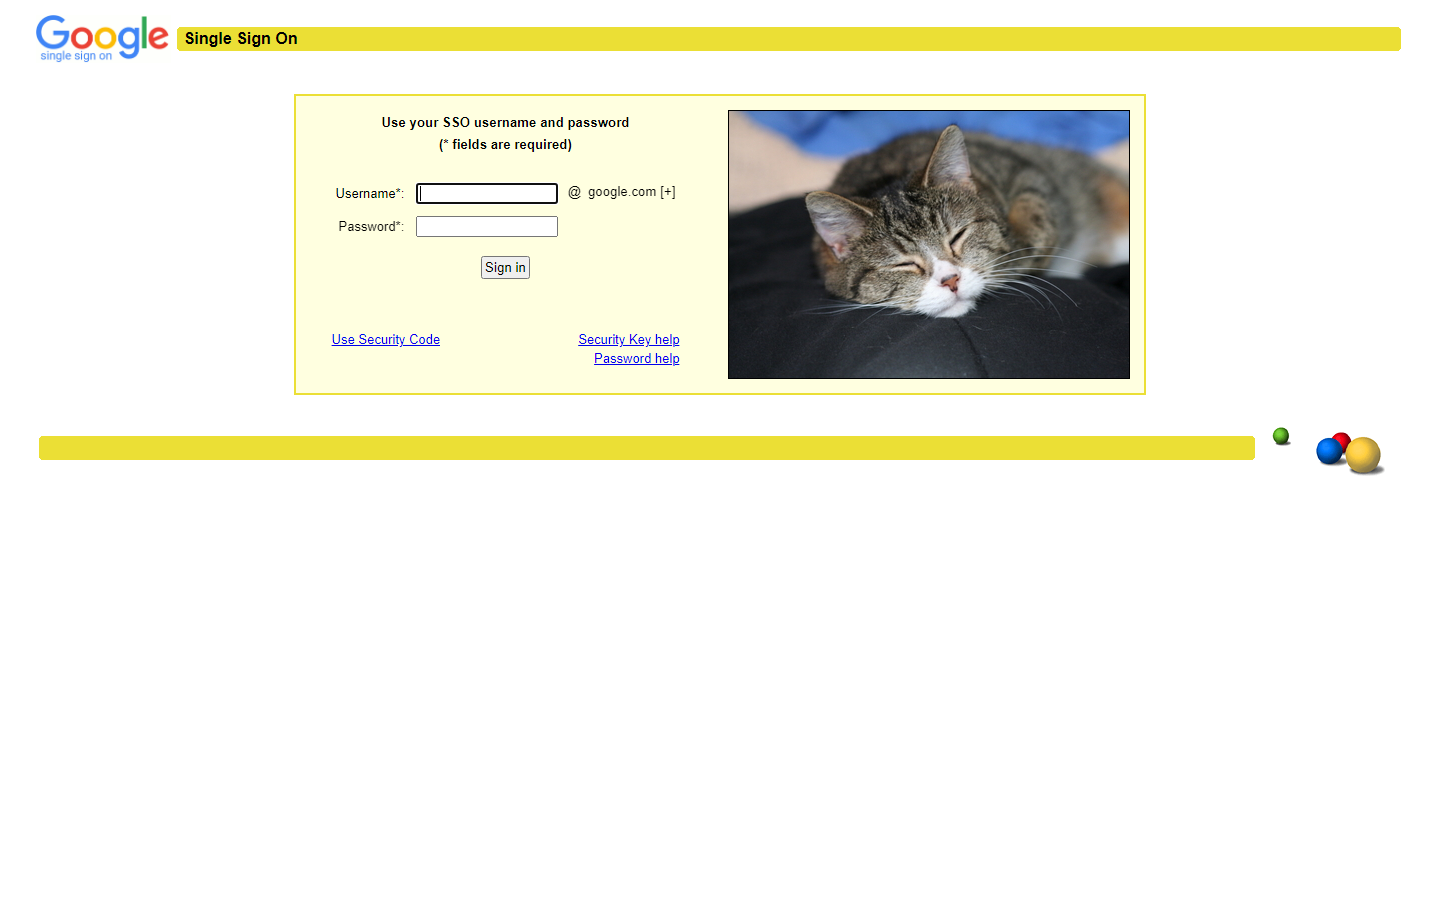 Google
single sign on
Single Sign On
Use your SSO username and password
(* fields are required)
Username*:
@ google.com [+]
Password*:
Sign in
Use Security Code
Security Key help
Password help